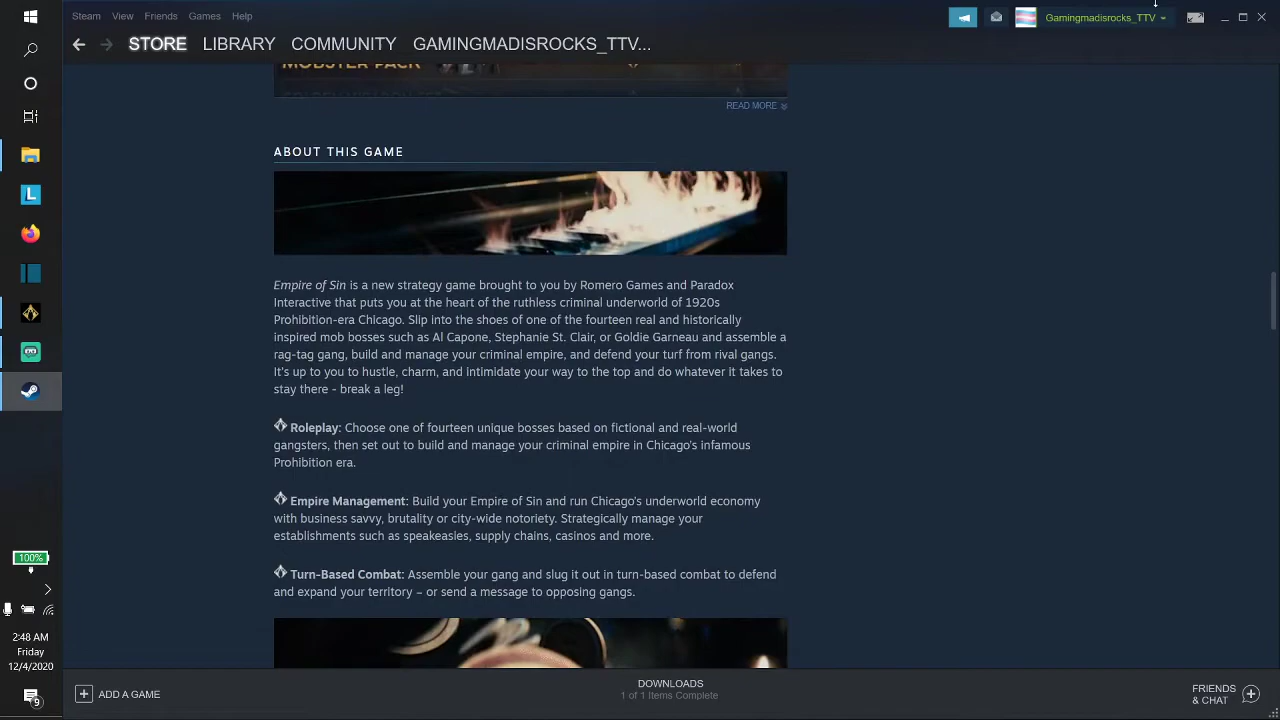 Steam View Friends Games Help
Gamingmadisrocks_TTV
STORE LIBRARY COMMUNITY GAMINGMADISROCKS_TTV...
MOBSTER PACK
READ MORE
ABOUT THIS GAME
Empire of Sin is a new strategy game brought to you by Romero Games and Paradox
Interactive that puts you at the heart of the ruthless criminal underworld of 1920s
Prohibition-era Chicago. Slip into the shoes of one of the fourteen real and historically
inspired mob bosses such as Al Capone, Stephanie St. Clair, or Goldie Garneau and assemble a
rag-tag gang, build and manage your criminal empire, and defend your turf from rival gangs.
It's up to you to hustle, charm, and intimidate your way to the top and do whatever it takes to
stay there - break a leg!
Roleplay: Choose one of fourteen unique bosses based on fictional and real-world
gangsters, then set out to build and manage your criminal empire in Chicago's infamous
Prohibition era.
Empire Management: Build your Empire of Sin and run Chicago's underworld economy
with business savvy, brutality or city-wide notoriety. Strategically manage your
establishments such as speakeasies, supply chains, casinos and more.
Turn-Based Combat: Assemble your gang and slug it out in turn-based combat to defend
and expand your territory – or send a message to opposing gangs.
L
100%
2:48 AM
Friday
12/4/2020
9
ADD A GAME
DOWNLOADS
1 of 1 Items Complete
FRIENDS
& CHAT